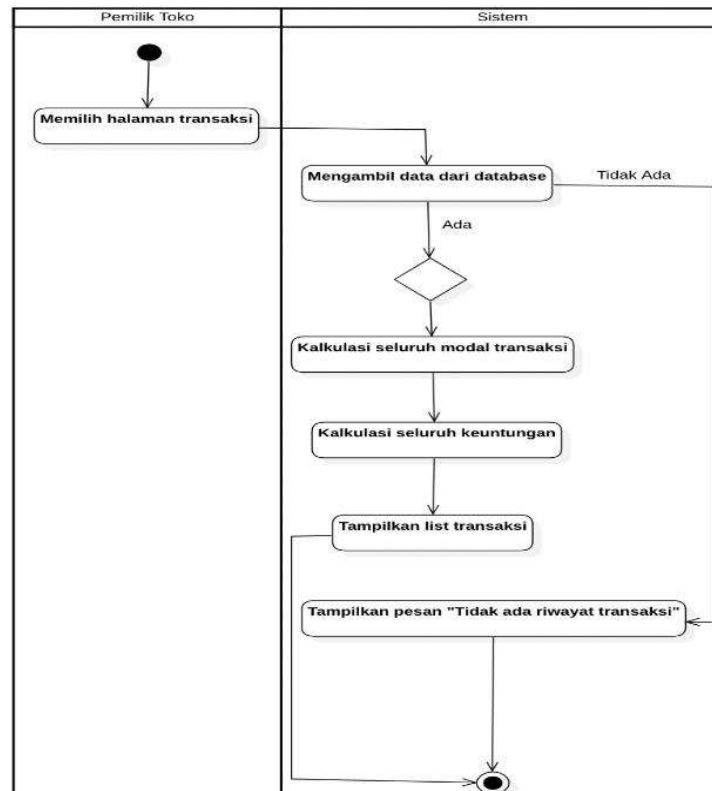 Pemilik Toko
Sistem
Memilih halaman transaksi
Mengambil data dari database
Tidak Ada
Ada
Kalkulasi seluruh modal transaksi
Kalkulasi seluruh keuntungan
Tampilkan list transaksi
Tampilkan pesan "Tidak ada riwayat transaksi"